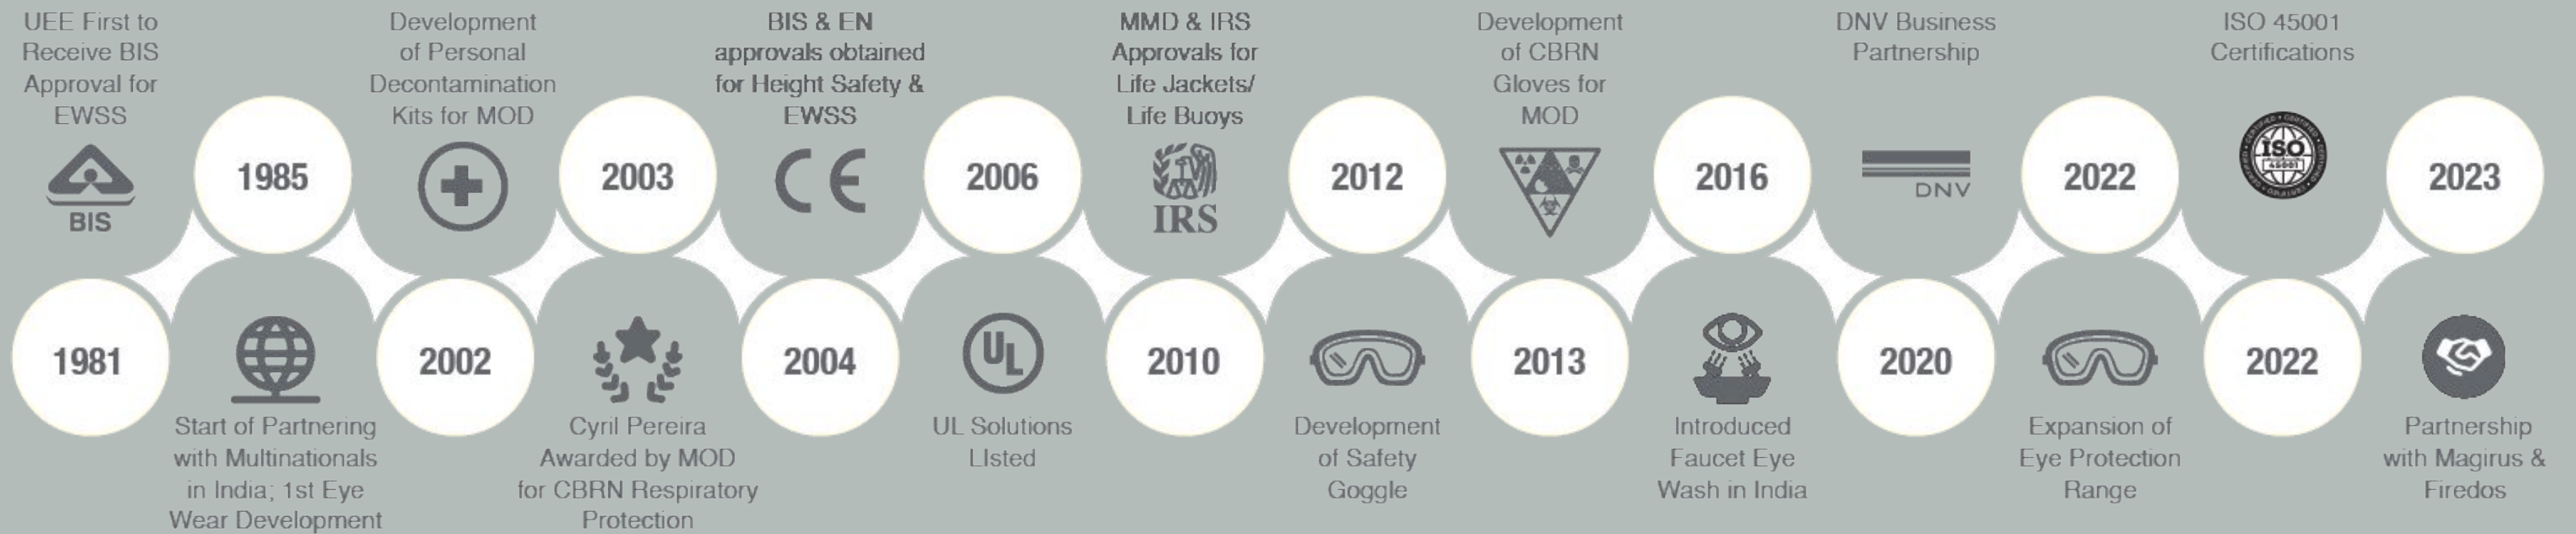 UEE First to
Receive BIS
Approval for
EWSS
BIS
1981
1985
Start of Partnering
with Multinationals
in India; 1st Eye
Wear Development
Development
of Personal
Decontamination
Kits for MOD
2002
2003
Cyril Pereira
Awarded by MOD
for CBRN Respiratory
Protection
BIS & EN
approvals obtained
for Height Safety &
EWSS
CE
2004
2006
UL
UL Solutions
LIsted
MMD & IRS
Approvals for
Life Jackets/
Life Buoys
IRS
2010
2012
Development
of Safety
Goggle
Development
of CBRN
Gloves for
MOD
2013
2016
Introduced
Faucet Eye
Wash in India
DNV Business
Partnership
DNV
2020
2022
Expansion of
Eye Protection
Range
ISO 45001
Certifications
CERTIFIED • CERTIFIED
ISO
45001
2022
2023
Partnership
with Magirus &
Firedos